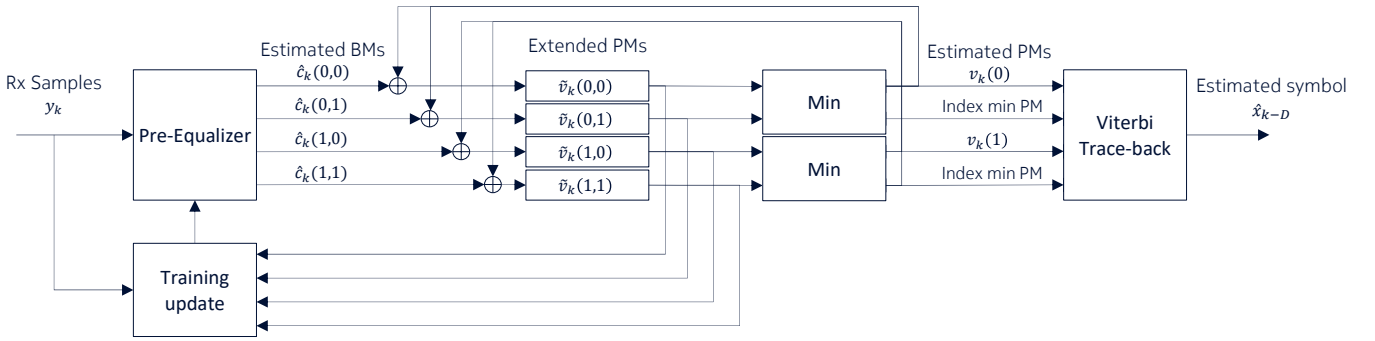 Rx Samples
y_k
Pre-Equalizer
Training
update
Estimated BMs
ĉ_k(0,0)
ĉ_k(0,1)
ĉ_k(1,0)
ĉ_k(1,1)
Extended PMs
ṽ_k(0,0)
ṽ_k(0,1)
ṽ_k(1,0)
ṽ_k(1,1)
Min
Min
Estimated PMs
v_k(0)
Index min PM
v_k(1)
Index min PM
Viterbi
Trace-back
Estimated symbol
x̂_{k−D}